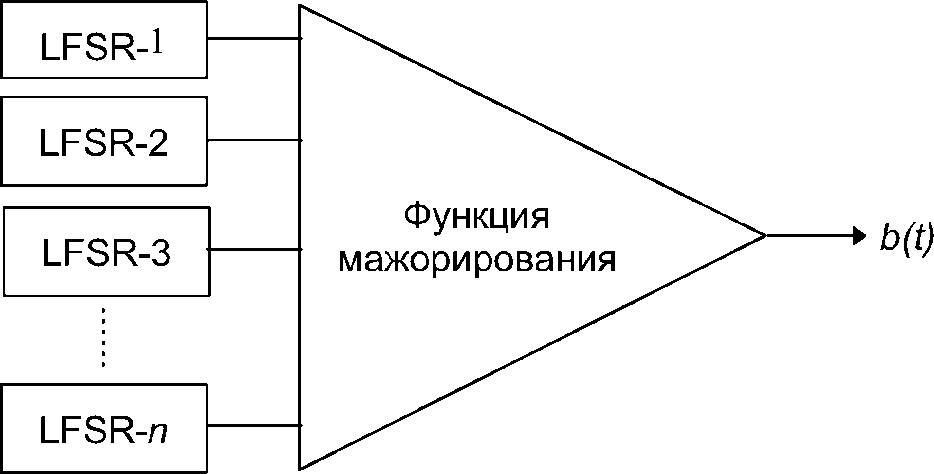 LFSR-1
LFSR-2
LFSR-3
LFSR-n
Функция
мажорирования
b(t)